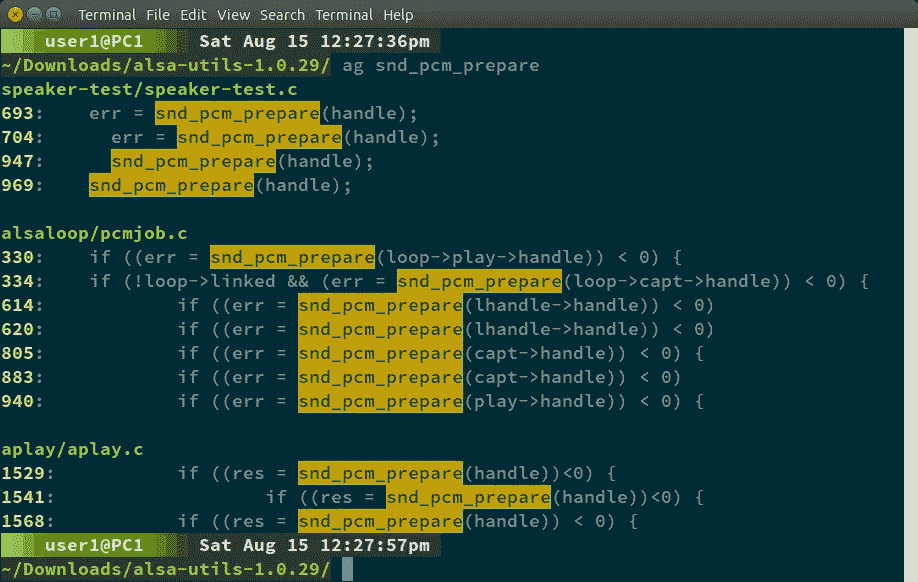 Terminal File Edit View Search Terminal Help
user1@PC1 Sat Aug 15 12:27:36pm
~/Downloads/alsa-utils-1.0.29/ ag snd_pcm_prepare
speaker-test/speaker-test.c
693:    err = snd_pcm_prepare(handle);
704:      err = snd_pcm_prepare(handle);
947:      snd_pcm_prepare(handle);
969:    snd_pcm_prepare(handle);

alsaloop/pcmjob.c
330:    if ((err = snd_pcm_prepare(loop->play->handle)) < 0) {
334:    if (!loop->linked && (err = snd_pcm_prepare(loop->capt->handle)) < 0) {
614:            if ((err = snd_pcm_prepare(lhandle->handle)) < 0)
620:            if ((err = snd_pcm_prepare(lhandle->handle)) < 0)
805:            if ((err = snd_pcm_prepare(capt->handle)) < 0) {
883:            if ((err = snd_pcm_prepare(capt->handle)) < 0)
940:            if ((err = snd_pcm_prepare(play->handle)) < 0) {

aplay/aplay.c
1529:           if ((res = snd_pcm_prepare(handle))<0) {
1541:                   if ((res = snd_pcm_prepare(handle))<0) {
1568:           if ((res = snd_pcm_prepare(handle)) < 0) {
user1@PC1 Sat Aug 15 12:27:57pm
~/Downloads/alsa-utils-1.0.29/